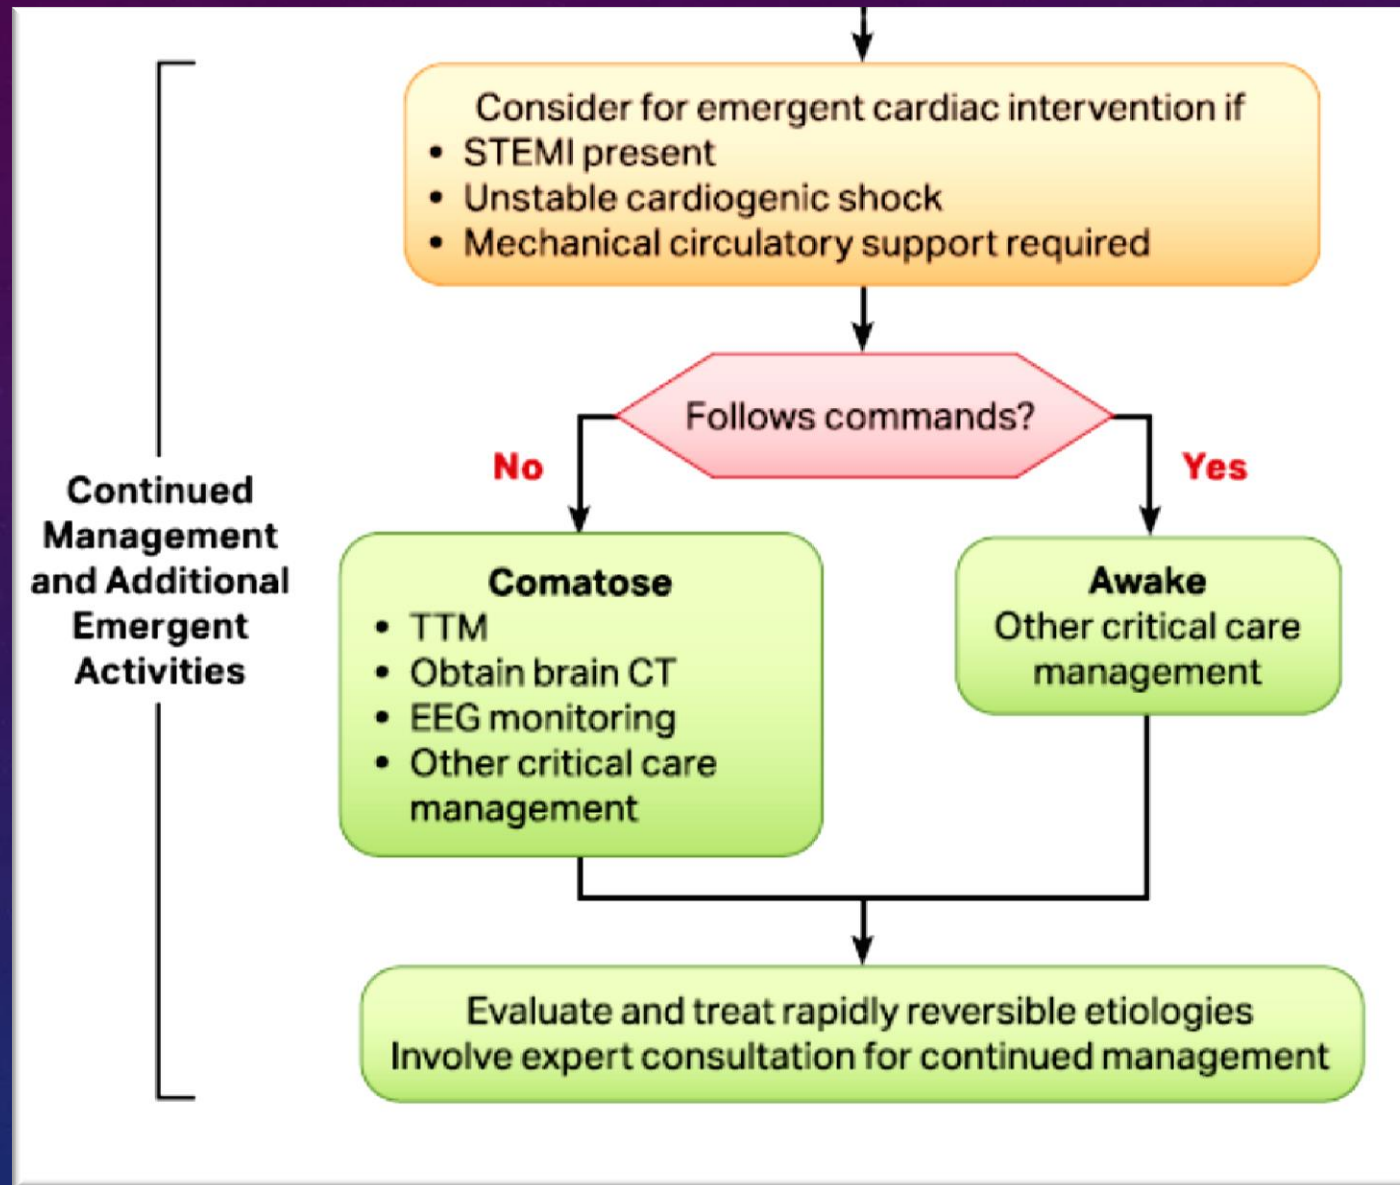 Consider for emergent cardiac intervention if
• STEMI present
• Unstable cardiogenic shock
• Mechanical circulatory support required
Follows commands?
No
Yes
Continued
Management
and Additional
Emergent
Activities
Comatose
• TTM
• Obtain brain CT
• EEG monitoring
• Other critical care
management
Awake
Other critical care
management
Evaluate and treat rapidly reversible etiologies
Involve expert consultation for continued management